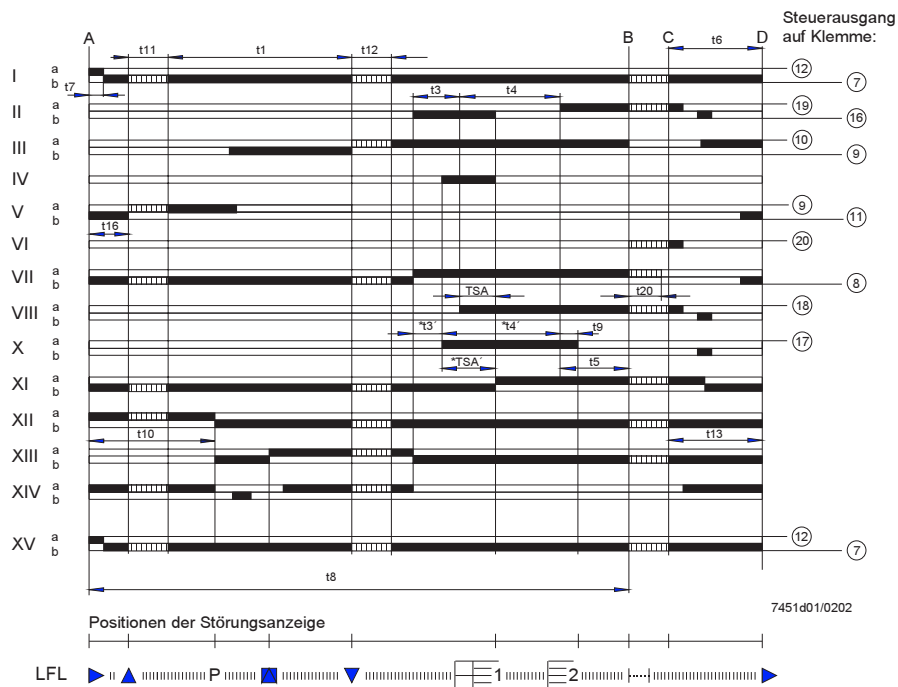 Steuerausgang
auf Klemme:
A B C D
t11 t1 t12 t6
I a b 12 7
t7
t3 t4
II a b 19 16
III a b 10 9
IV
V a b 9 11
t16
VI 20
VII a b 8
TSA t20
VIII a b 18
*t3´ *t4´ t9
X a b 17
*TSA´ t5
XI a b
XII a b
t10 t13
XIII a b
XIV a b
XV a b 12 7
t8
7451d01/0202
Positionen der Störungsanzeige
LFL P 1 2